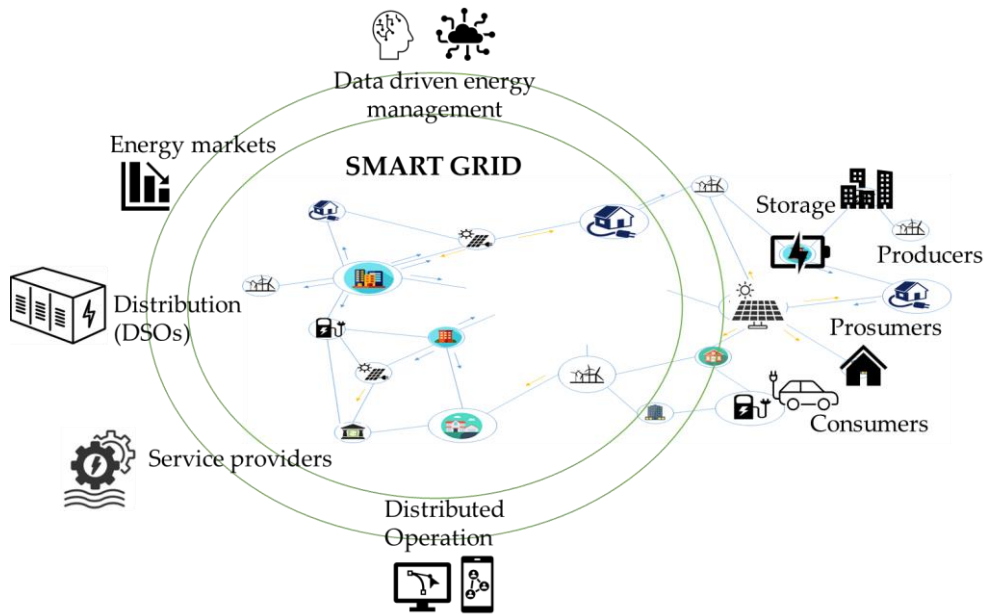 Data driven energy
management
Energy markets
SMART GRID
Storage
Producers
Distribution
(DSOs)
Prosumers
Consumers
Service providers
Distributed
Operation